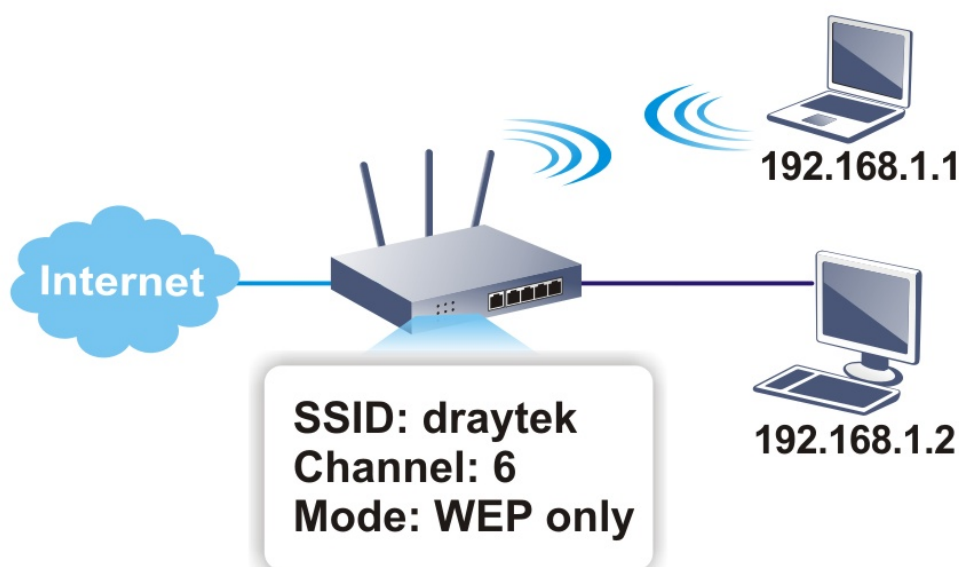 192.168.1.1
Internet
SSID: draytek
Channel: 6
Mode: WEP only
192.168.1.2